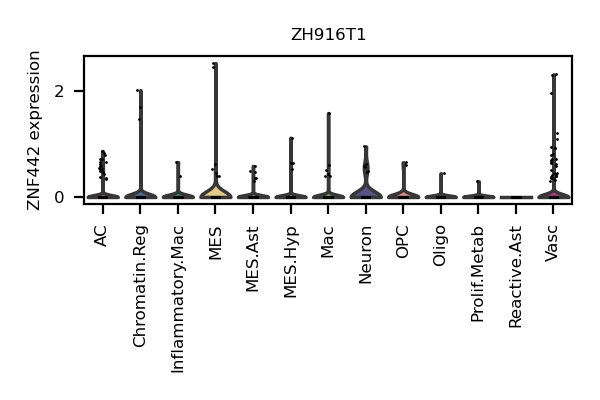 ZH916T1
ZNF442 expression
2
0
AC
Chromatin.Reg
Inflammatory.Mac
MES
MES.Ast
MES.Hyp
Mac
Neuron
OPC
Oligo
Prolif.Metab
Reactive.Ast
Vasc